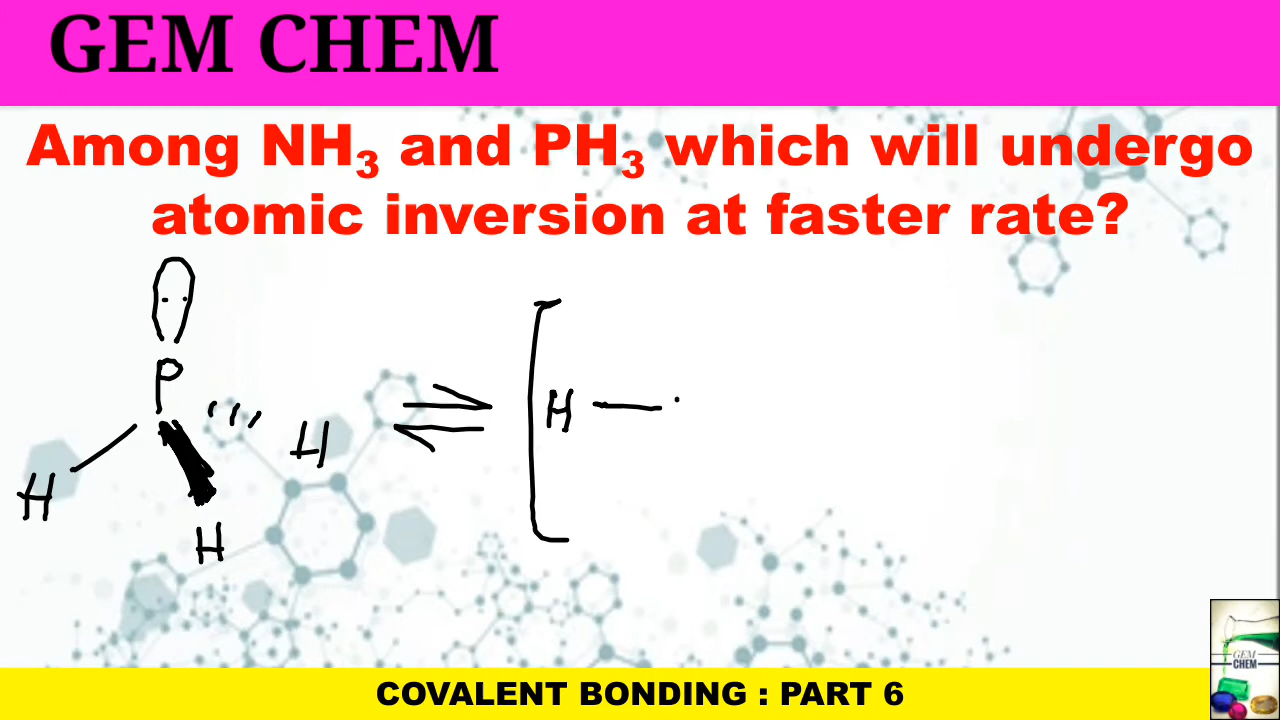 GEM CHEM
Among NH₃ and PH₃ which will undergo
atomic inversion at faster rate?
P
H
H
H
H
GEM
CHEM
COVALENT BONDING : PART 6